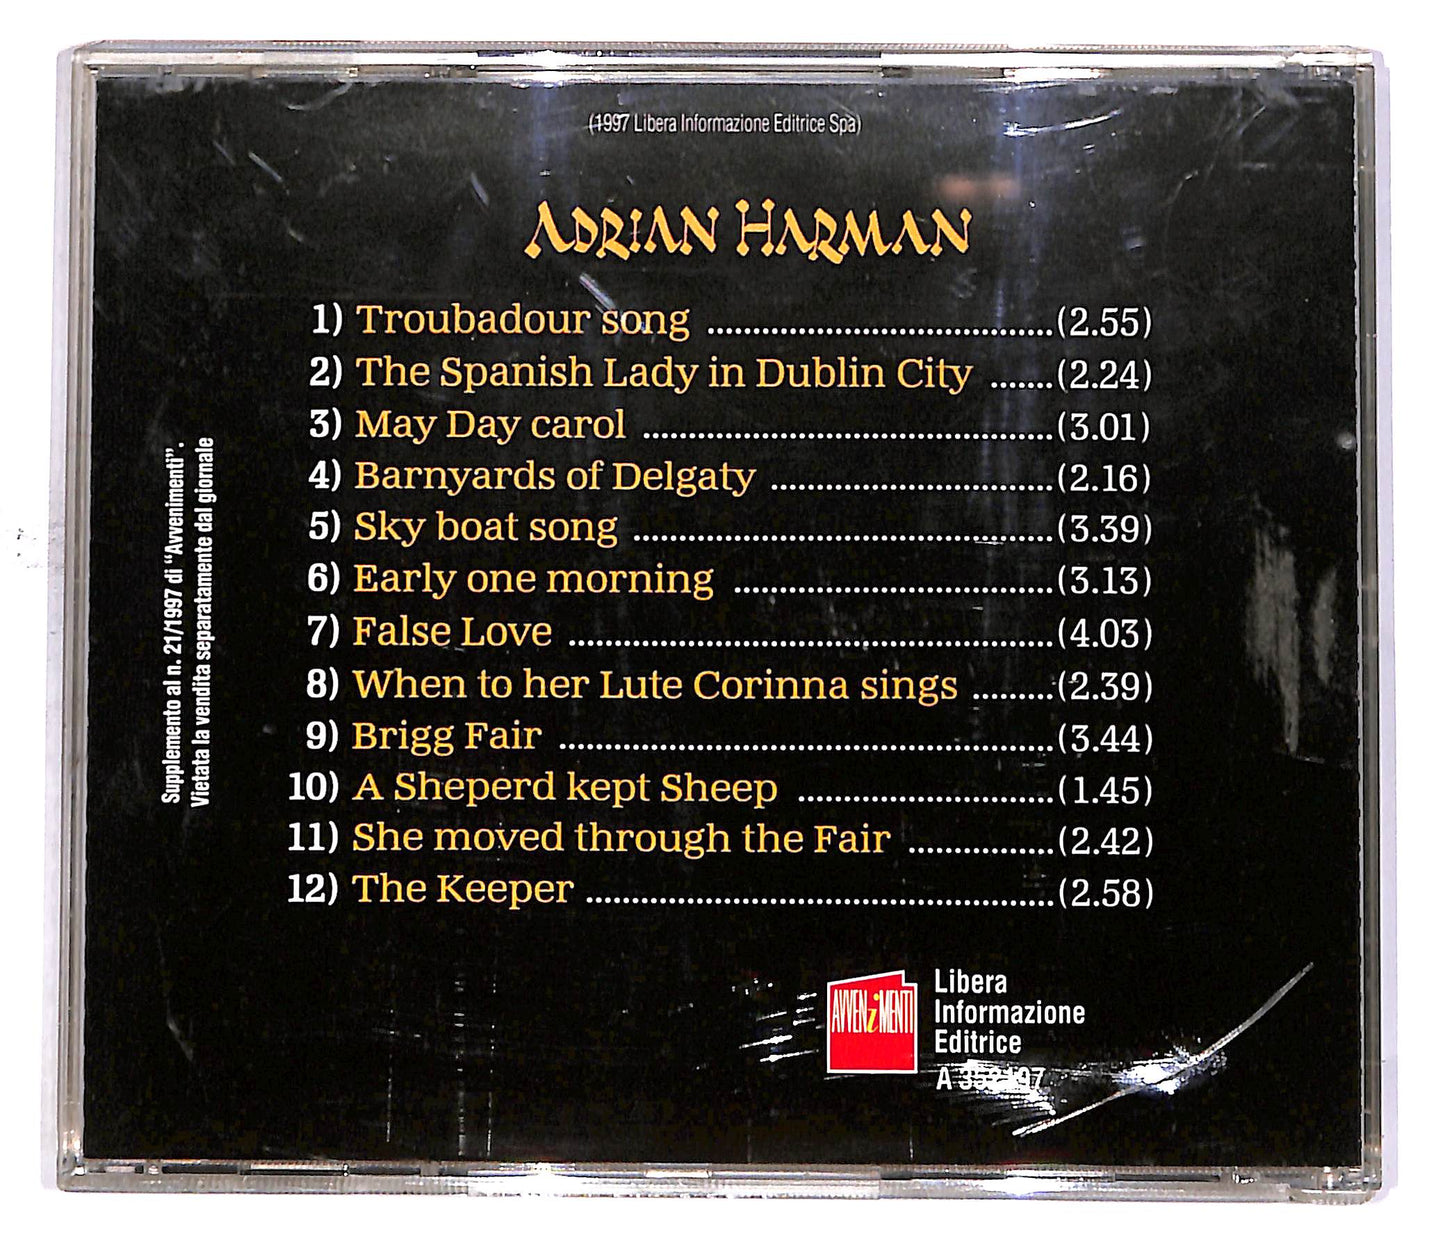 (1997 Libera Informazione Editrice Spa)
ADRIAN HARMAN
1) Troubadour song ......................................(2.55)
2) The Spanish Lady in Dublin City .......(2.24)
3) May Day carol .............................................(3.01)
4) Barnyards of Delgaty ...............................(2.16)
5) Sky boat song ..............................................(3.39)
6) Early one morning ...................................(3.13)
7) False Love .....................................................(4.03)
8) When to her Lute Corinna sings .........(2.39)
9) Brigg Fair ......................................................(3.44)
10) A Sheperd kept Sheep ............................(1.45)
11) She moved through the Fair ................(2.42)
12) The Keeper ...................................................(2.58)
Supplemento al n. 21/1997 di “Avvenimenti”.
Vietata la vendita separatamente dal giornale
AVVENiMENTI
Libera
Informazione
Editrice
A